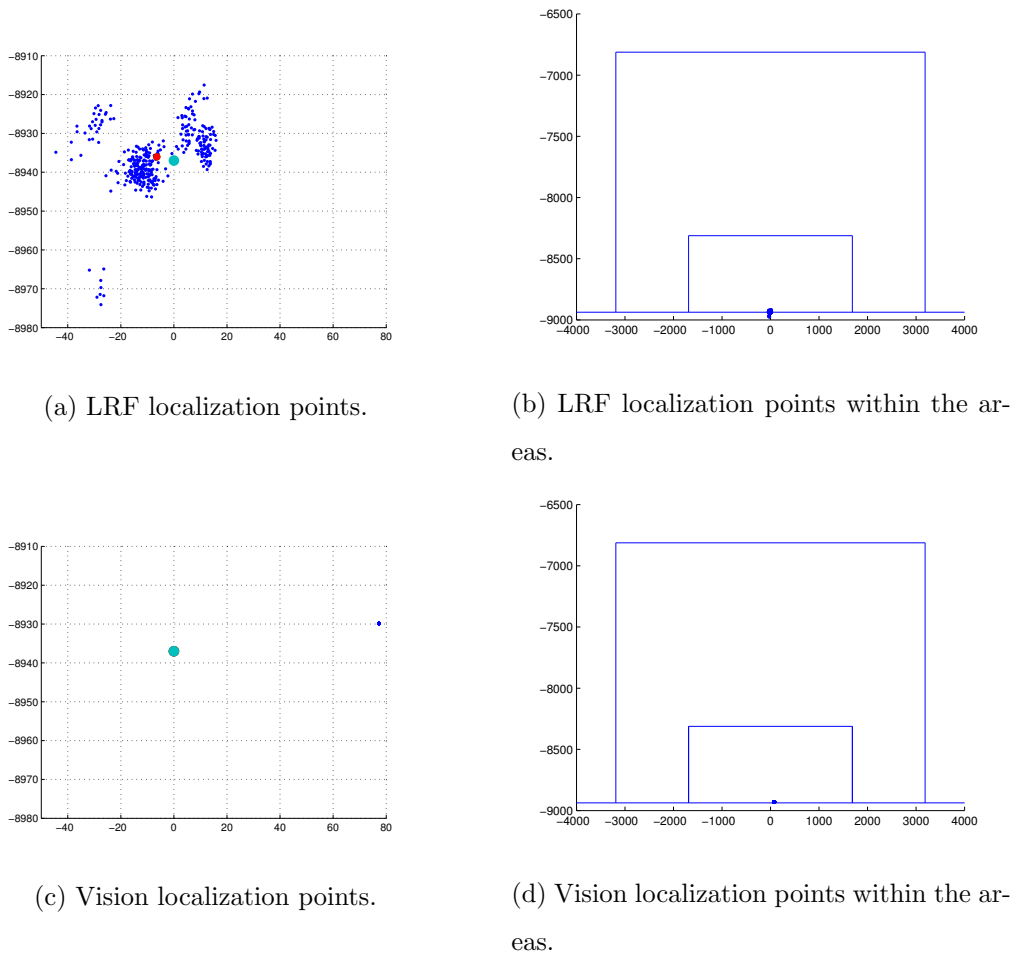 −8910
−8920
−8930
−8940
−8950
−8960
−8970
−8980
−40 −20 0 20 40 60 80
(a) LRF localization points.
−6500
−7000
−7500
−8000
−8500
−9000
−4000 −3000 −2000 −1000 0 1000 2000 3000 4000
(b) LRF localization points within the ar-
eas.
−8910
−8920
−8930
−8940
−8950
−8960
−8970
−8980
−40 −20 0 20 40 60 80
(c) Vision localization points.
−6500
−7000
−7500
−8000
−8500
−9000
−4000 −3000 −2000 −1000 0 1000 2000 3000 4000
(d) Vision localization points within the ar-
eas.